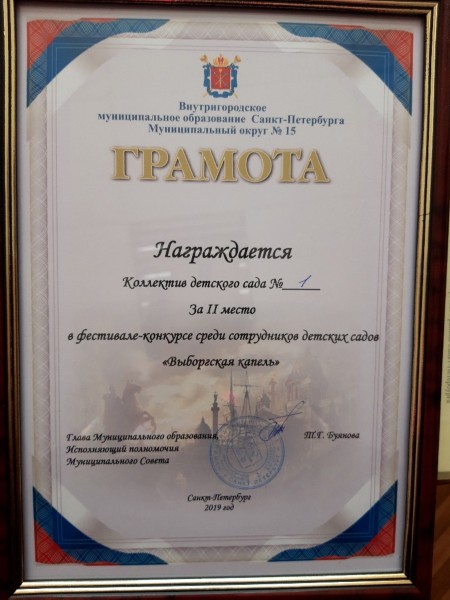 Внутригородское
муниципальное образование Санкт-Петербурга
Муниципальный округ № 15
ГРАМОТА
Награждается
Коллектив детского сада № 1
За II место
в фестивале-конкурсе среди сотрудников детских садов
«Выборгская капель»
Глава Муниципального образования,
Исполняющий полномочия
Муниципального Совета
Т.Г. Буянова
Санкт-Петербург
2019 год